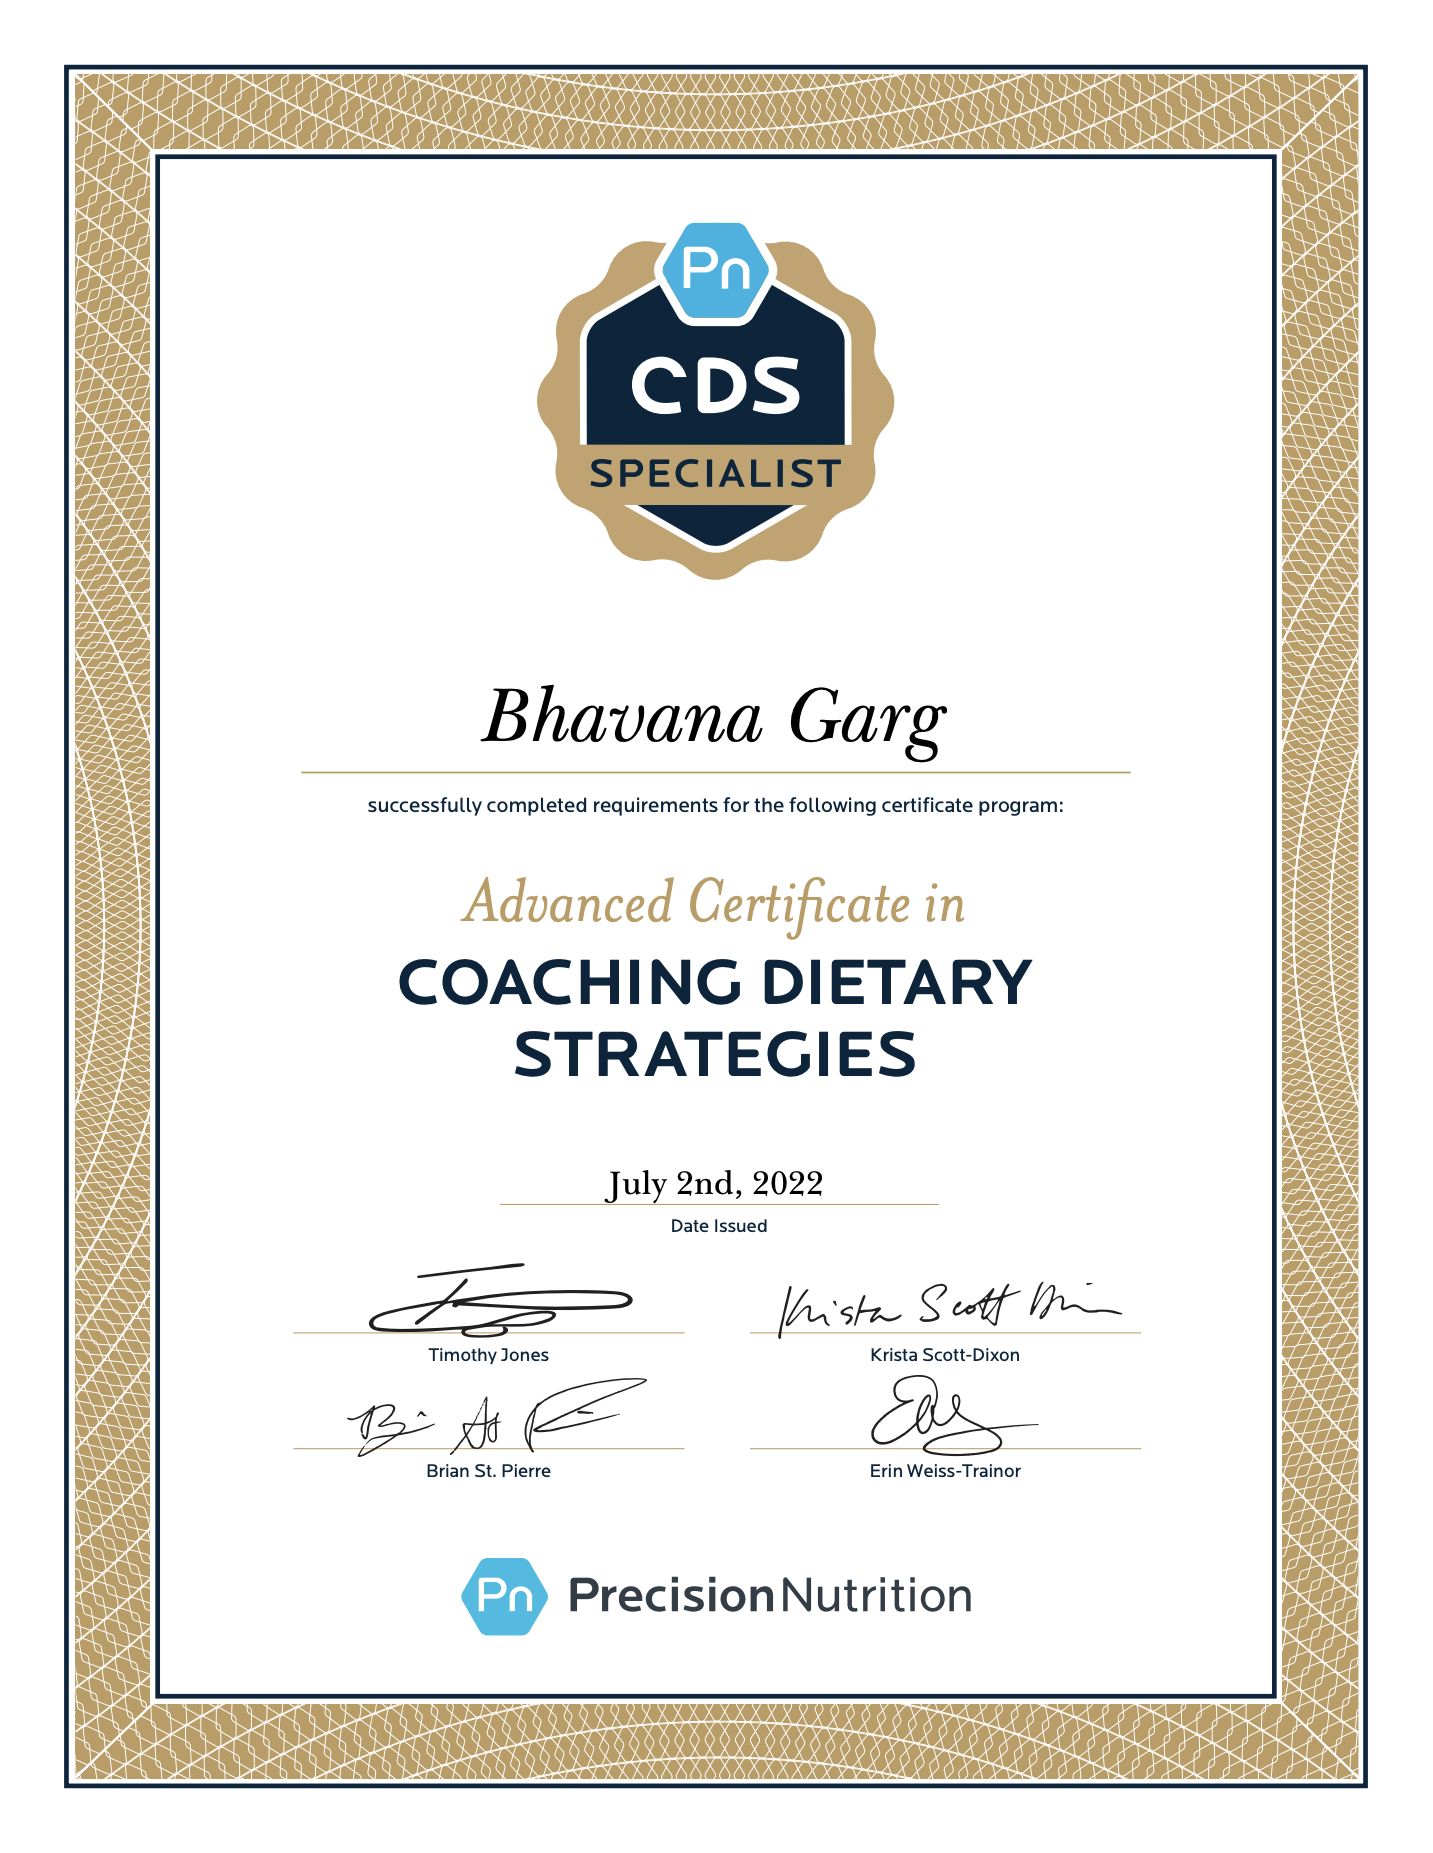 Pn
CDS
SPECIALIST
Bhavana Garg
successfully completed requirements for the following certificate program:
Advanced Certificate in
COACHING DIETARY
STRATEGIES
July 2nd, 2022
Date Issued
Krista Scott Dixon
Timothy Jones
Krista Scott-Dixon
Brian St. Pierre
Erin Weiss-Trainor
Pn PrecisionNutrition